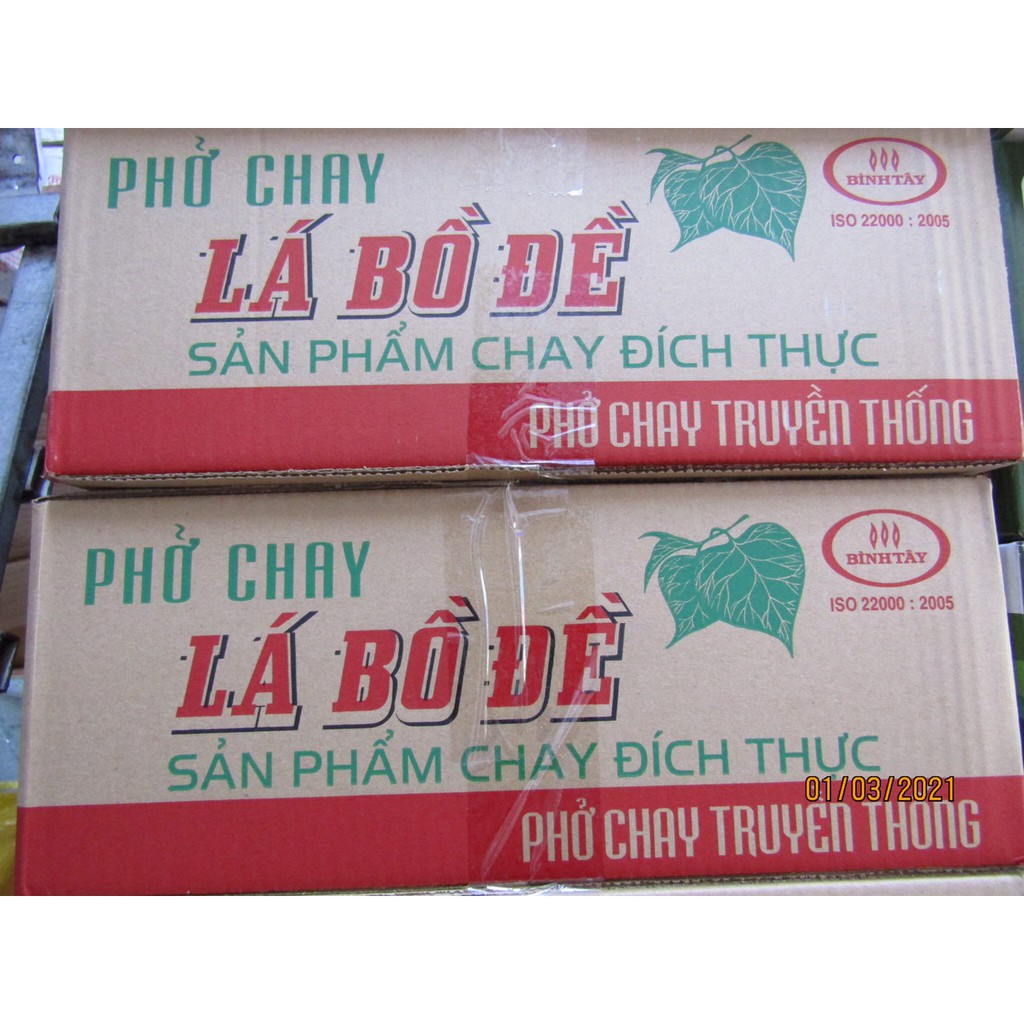 PHỞ CHAY
BÌNH TÂY
ISO 22000 : 2005
LÁ BỒ ĐỀ
SẢN PHẨM CHAY ĐÍCH THỰC
PHỞ CHAY TRUYỀN THỐNG
PHỞ CHAY
BÌNH TÂY
ISO 22000 : 2005
LÁ BỒ ĐỀ
SẢN PHẨM CHAY ĐÍCH THỰC
01/03/2021
PHỞ CHAY TRUYỀN THỐNG